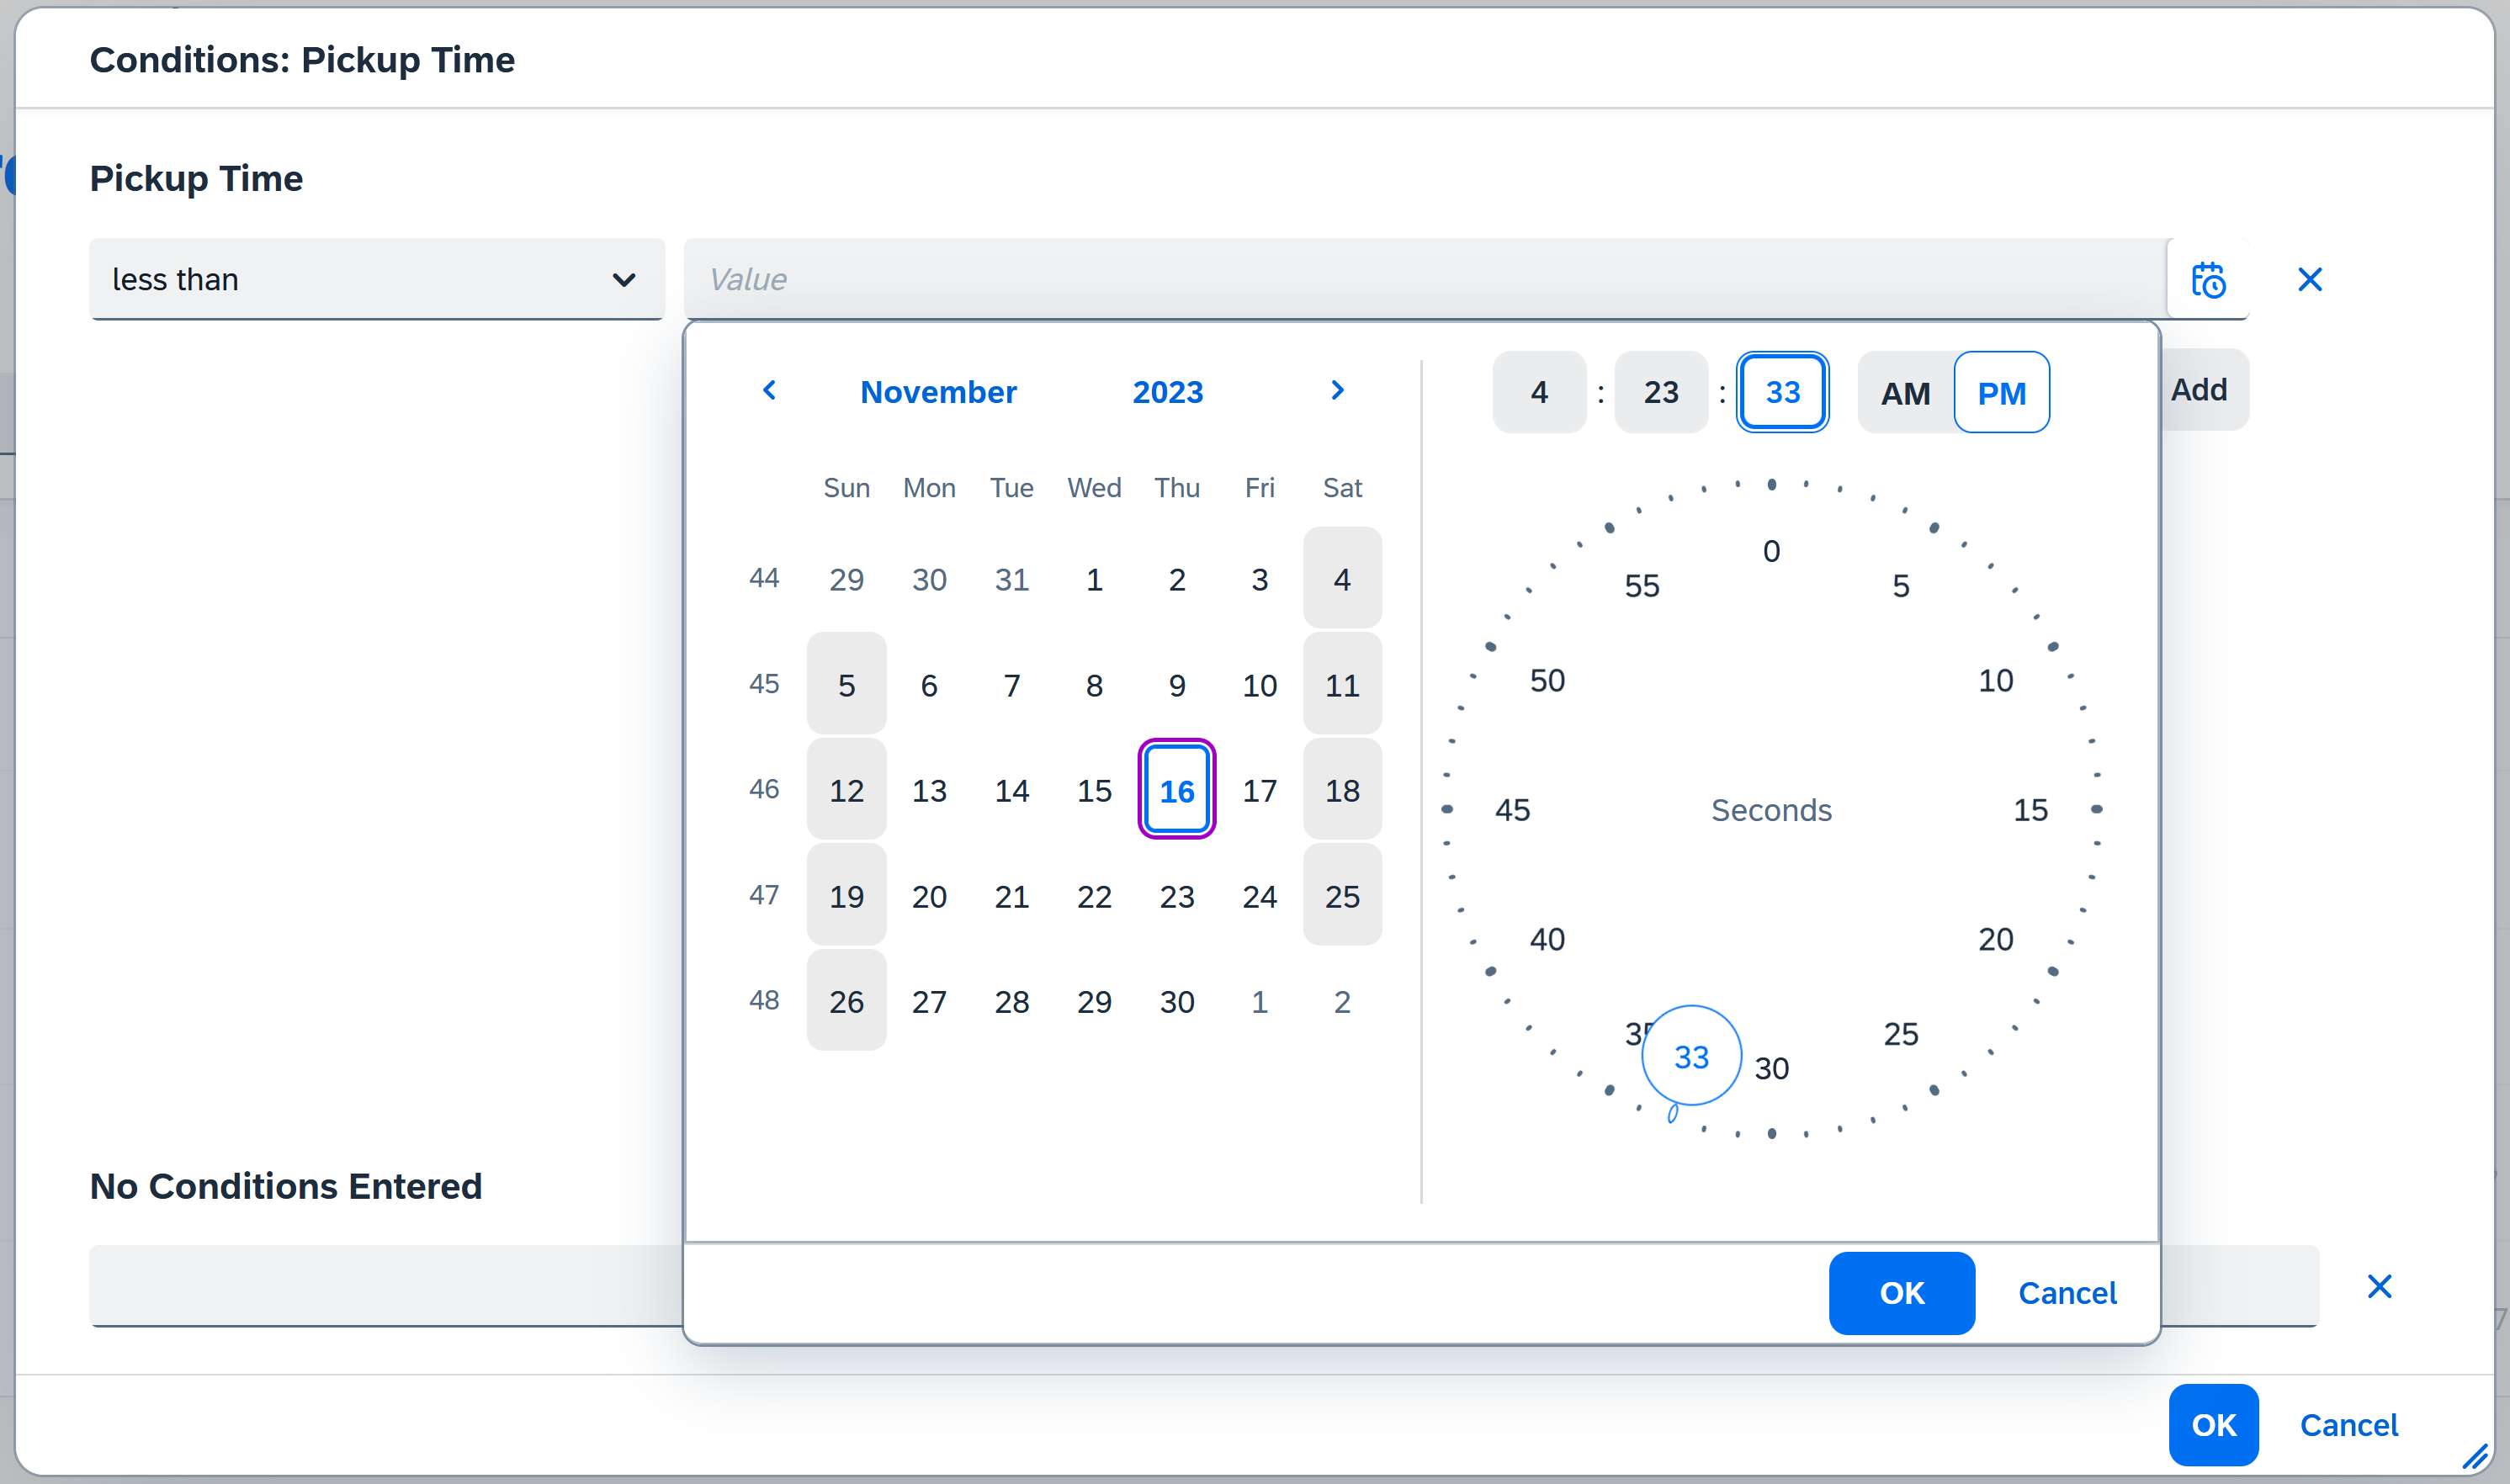 Conditions: Pickup Time
Pickup Time
less than
Value
Add
November 2023
4 : 23 : 33 AM PM
Sun Mon Tue Wed Thu Fri Sat
44 29 30 31 1 2 3 4
45 5 6 7 8 9 10 11
46 12 13 14 15 16 17 18
47 19 20 21 22 23 24 25
48 26 27 28 29 30 1 2
0
5
10
15
20
25
30
33
35
40
45
50
55
Seconds
OK Cancel
No Conditions Entered
OK Cancel